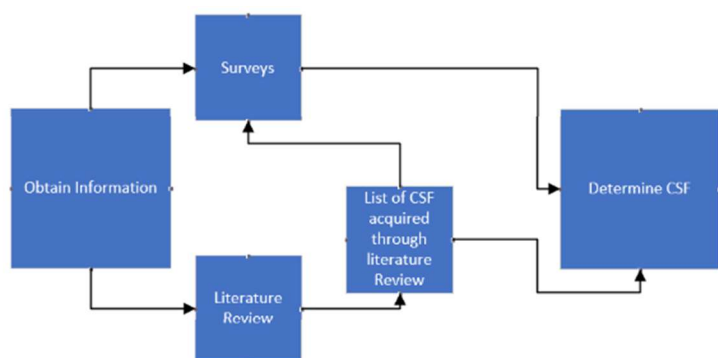 Surveys
Obtain Information
List of CSF
acquired
through
literature
Review
Determine CSF
Literature
Review